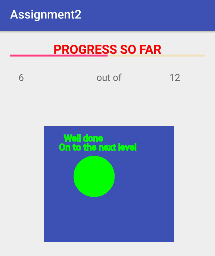 Assignment2
PROGRESS SO FAR
6 out of 12
Well done
On to the next level